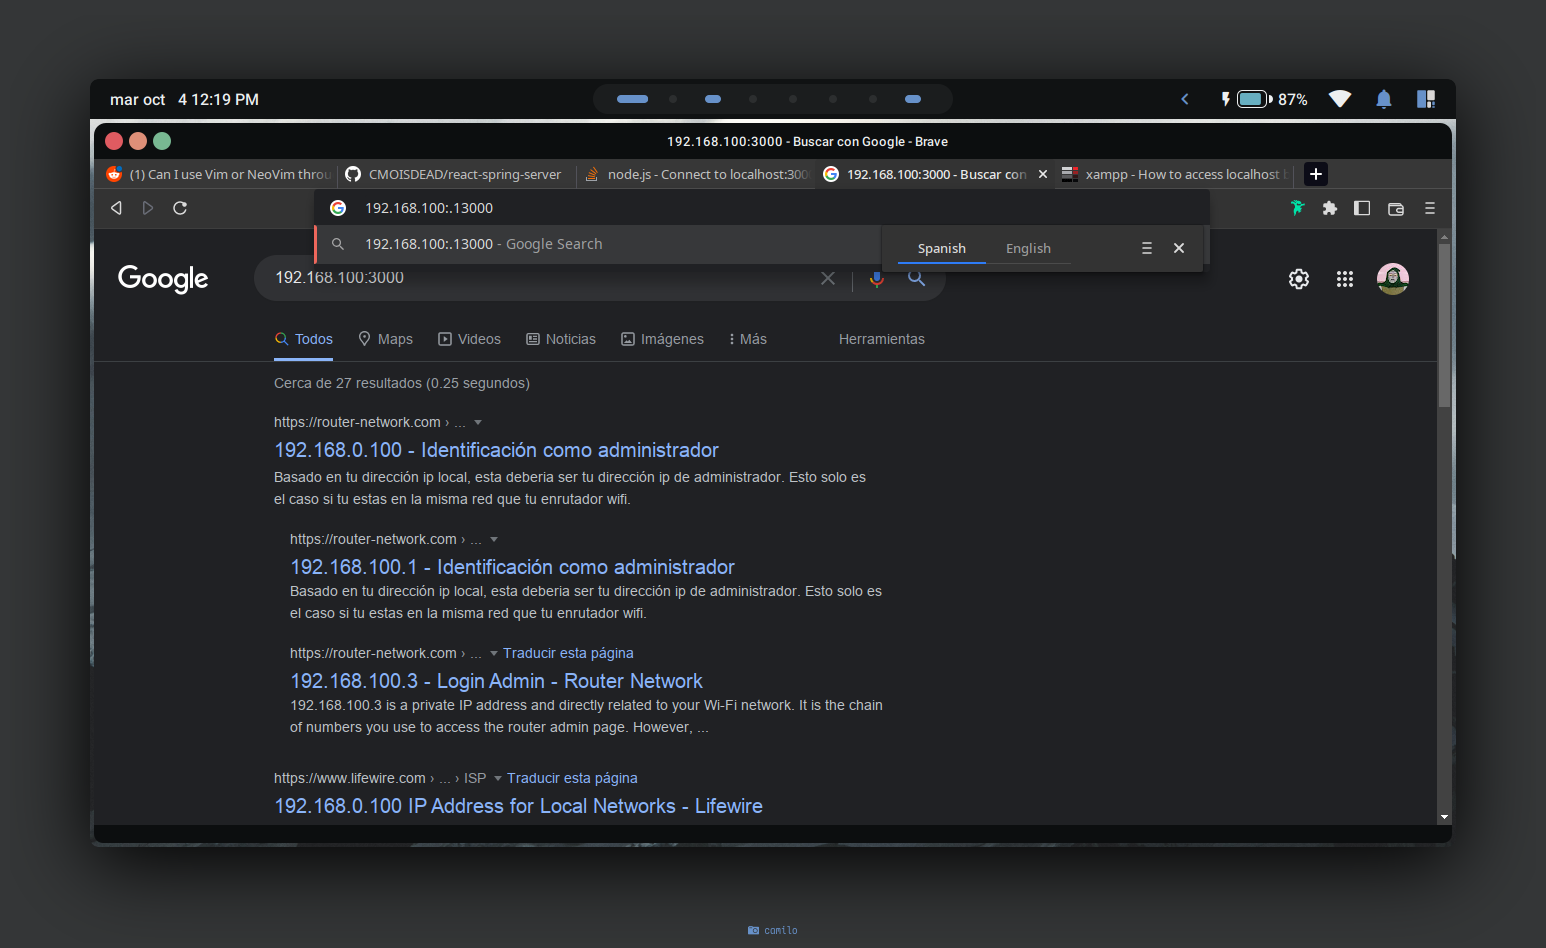 mar oct 4 12:19 PM
87%
192.168.100:3000 - Buscar con Google - Brave
(1) Can I use Vim or NeoVim throu
CMOISDEAD/react-spring-server
node.js - Connect to localhost:300
192.168.100:3000 - Buscar con
xampp - How to access localhost b
192.168.100:.13000
192.168.100:.13000 - Google Search
Spanish
English
Google
192.168.100:3000
Todos
Maps
Videos
Noticias
Imágenes
Más
Herramientas
Cerca de 27 resultados (0.25 segundos)
https://router-network.com › ...
192.168.0.100 - Identificación como administrador
Basado en tu dirección ip local, esta deberia ser tu dirección ip de administrador. Esto solo es
el caso si tu estas en la misma red que tu enrutador wifi.
https://router-network.com › ...
192.168.100.1 - Identificación como administrador
Basado en tu dirección ip local, esta deberia ser tu dirección ip de administrador. Esto solo es
el caso si tu estas en la misma red que tu enrutador wifi.
https://router-network.com › ... Traducir esta página
192.168.100.3 - Login Admin - Router Network
192.168.100.3 is a private IP address and directly related to your Wi-Fi network. It is the chain
of numbers you use to access the router admin page. However, ...
https://www.lifewire.com › ... › ISP Traducir esta página
192.168.0.100 IP Address for Local Networks - Lifewire
camilo